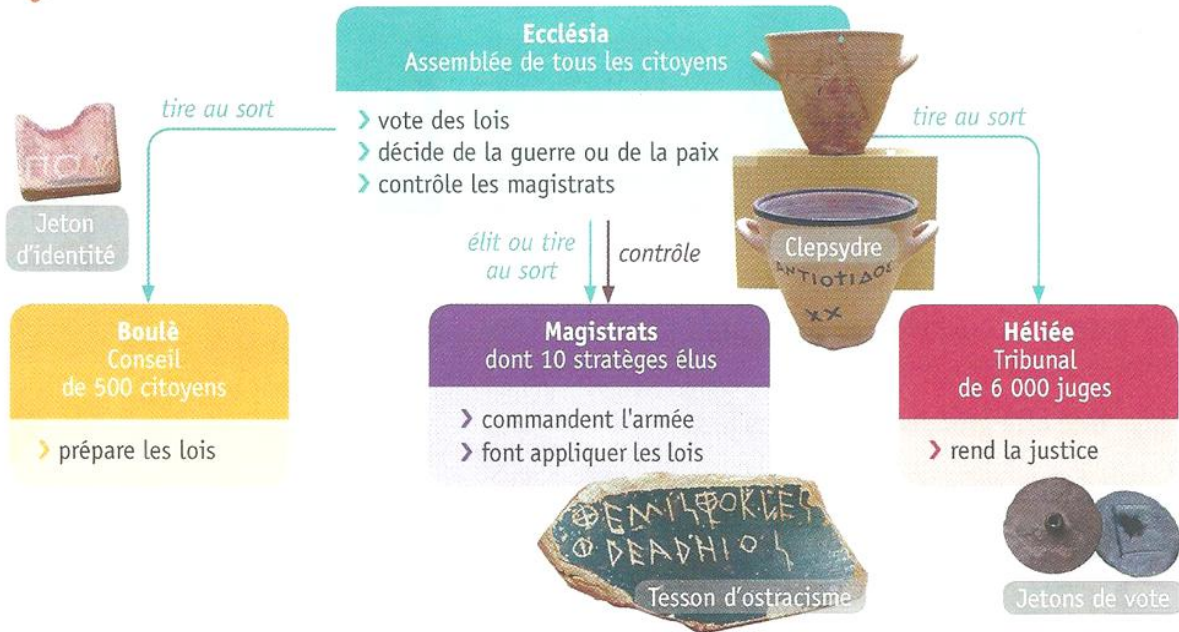 Ecclésia
Assemblée de tous les citoyens
tire au sort
❯ vote des lois
❯ décide de la guerre ou de la paix
❯ contrôle les magistrats
tire au sort
Jeton
d'identité
élit ou tire
au sort
contrôle
Clepsydre
ΑΝΤΙΟΤΙΔΟΣ
XX
Boulè
Conseil
de 500 citoyens
❯ prépare les lois
Magistrats
dont 10 stratèges élus
❯ commandent l'armée
❯ font appliquer les lois
Héliée
Tribunal
de 6 000 juges
❯ rend la justice
Tesson d'ostracisme
Jetons de vote